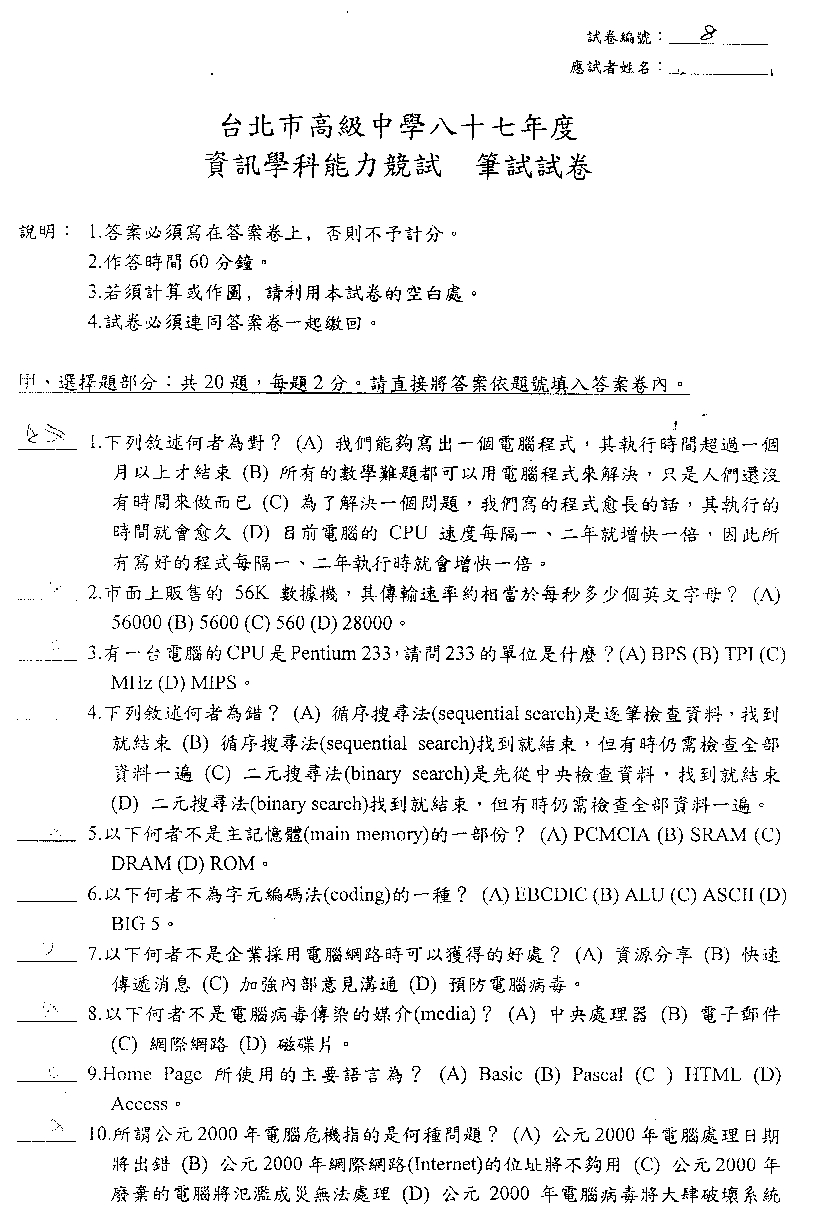 試卷編號：8
應試者姓名：
台北市高級中學八十七年度
資訊學科能力競試　筆試試卷
說明： 1.答案必須寫在答案卷上，否則不予計分。
2.作答時間 60 分鐘。
3.若須計算或作圖，請利用本試卷的空白處。
4.試卷必須連同答案卷一起繳回。
甲、選擇題部分：共 20 題，每題 2 分。請直接將答案依題號填入答案卷內。
1.下列敘述何者為對？ (A) 我們能夠寫出一個電腦程式，其執行時間超過一個
月以上才結束 (B) 所有的數學難題都可以用電腦程式來解決，只是人們還沒
有時間來做而已 (C) 為了解決一個問題，我們寫的程式愈長的話，其執行的
時間就會愈久 (D) 目前電腦的 CPU 速度每隔一、二年就增快一倍，因此所
有寫好的程式每隔一、二年執行時就會增快一倍。
2.市面上販售的 56K 數據機，其傳輸速率約相當於每秒多少個英文字母？ (A)
56000 (B) 5600 (C) 560 (D) 28000。
3.有一台電腦的 CPU 是 Pentium 233，請問 233 的單位是什麼？(A) BPS (B) TPI (C)
MHz (D) MIPS。
4.下列敘述何者為錯？ (A) 循序搜尋法(sequential search)是逐筆檢查資料，找到
就結束 (B) 循序搜尋法(sequential search)找到就結束，但有時仍需檢查全部
資料一遍 (C) 二元搜尋法(binary search)是先從中央檢查資料，找到就結束
(D) 二元搜尋法(binary search)找到就結束，但有時仍需檢查全部資料一遍。
5.以下何者不是主記憶體(main memory)的一部份？ (A) PCMCIA (B) SRAM (C)
DRAM (D) ROM。
6.以下何者不為字元編碼法(coding)的一種？ (A) EBCDIC (B) ALU (C) ASCII (D)
BIG 5。
7.以下何者不是企業採用電腦網路時可以獲得的好處？ (A) 資源分享 (B) 快速
傳遞消息 (C) 加強內部意見溝通 (D) 預防電腦病毒。
8.以下何者不是電腦病毒傳染的媒介(media)？ (A) 中央處理器 (B) 電子郵件
(C) 網際網路 (D) 磁碟片。
9.Home Page 所使用的主要語言為？ (A) Basic (B) Pascal (C ) HTML (D)
Access。
10.所謂公元 2000 年電腦危機指的是何種問題？ (A) 公元 2000 年電腦處理日期
將出錯 (B) 公元 2000 年網際網路(Internet)的位址將不夠用 (C) 公元 2000 年
廢棄的電腦將氾濫成災無法處理 (D) 公元 2000 年電腦病毒將大肆破壞系統